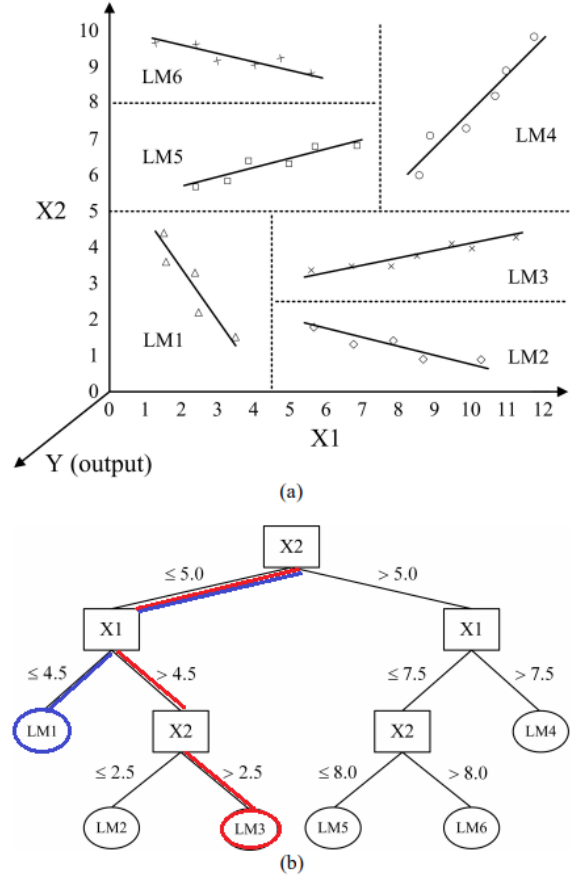 10
9
LM6
8
7
LM5
LM4
6
X2
5
4
3
LM3
2
LM1
LM2
1
0
0 1 2 3 4 5 6 7 8 9 10 11 12
X1
Y (output)
(a)
X2
≤ 5.0 > 5.0
X1 X1
≤ 4.5 > 4.5 ≤ 7.5 > 7.5
LM1 X2 X2 LM4
≤ 2.5 > 2.5 ≤ 8.0 > 8.0
LM2 LM3 LM5 LM6
(b)